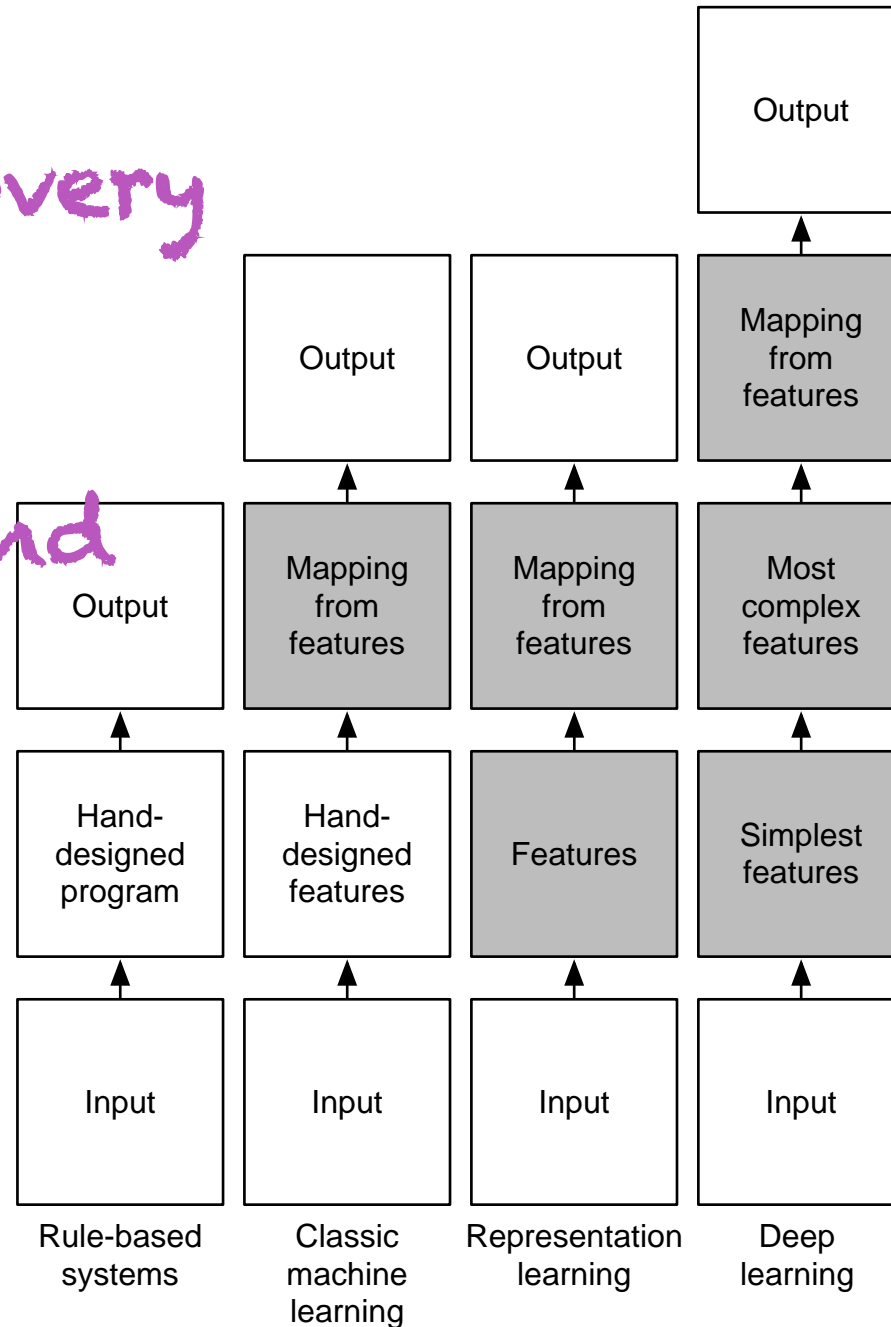 very
nd
Output
Hand-
designed
program
Input
Rule-based
systems
Output
Mapping
from
features
Hand-
designed
features
Input
Classic
machine
learning
Output
Mapping
from
features
Features
Input
Representation
learning
Output
Mapping
from
features
Most
complex
features
Simplest
features
Input
Deep
learning